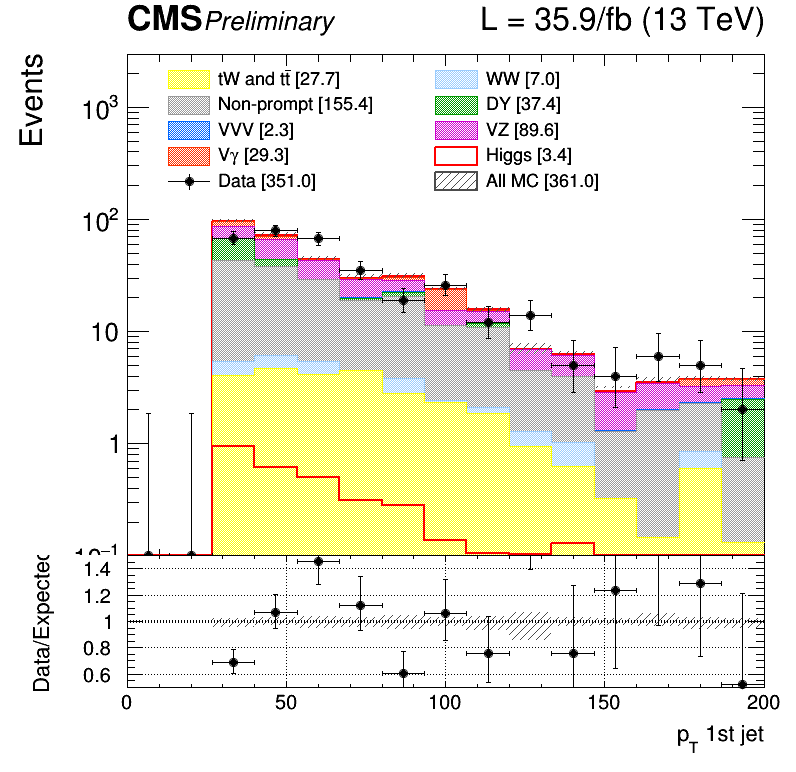 CMS Preliminary L = 35.9/fb (13 TeV)
Events
tW and tt̄ [27.7] WW [7.0]
Non-prompt [155.4] DY [37.4]
VVV [2.3] VZ [89.6]
Vγ [29.3] Higgs [3.4]
Data [351.0] All MC [361.0]
10³
10²
10
1
10⁻¹
Data/Expected
1.4
1.2
1
0.8
0.6
0 50 100 150 200
p_T 1st jet